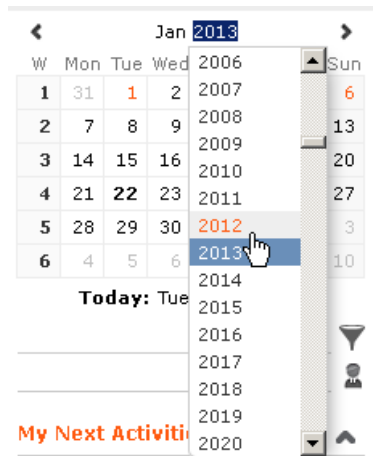 Jan 2013
W Mon Tue Wed Sun
1 31 1 2 6
2 7 8 9 13
3 14 15 16 20
4 21 22 23 27
5 28 29 30 3
6 4 5 6 10
Today: Tue
My Next Activiti
2006
2007
2008
2009
2010
2011
2012
2013
2014
2015
2016
2017
2018
2019
2020